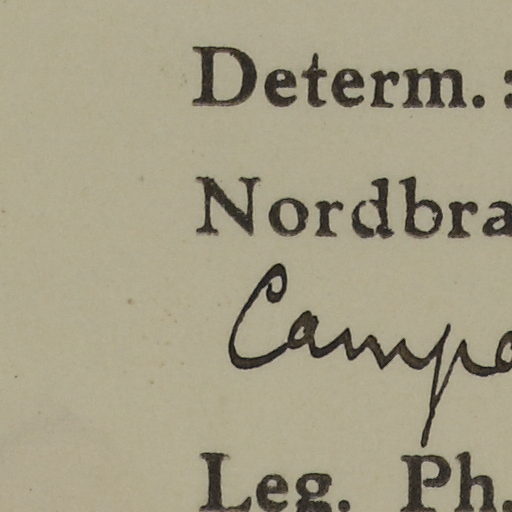 Determ. :
Nordbra
Campo
Leg. Ph.